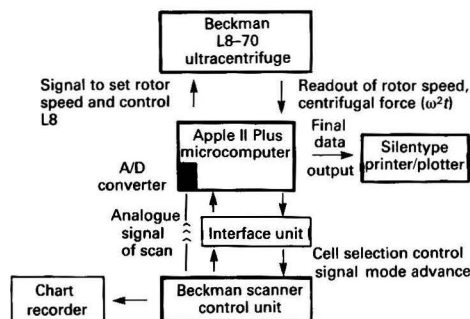 Beckman
L8–70
ultracentrifuge
Signal to set rotor
speed and control
L8
Readout of rotor speed,
centrifugal force (ω²t)
Apple II Plus
microcomputer
Final
data
output
Silentype
printer/plotter
A/D
converter
Analogue
signal
of scan
Interface unit
Cell selection control
signal mode advance
Chart
recorder
Beckman scanner
control unit